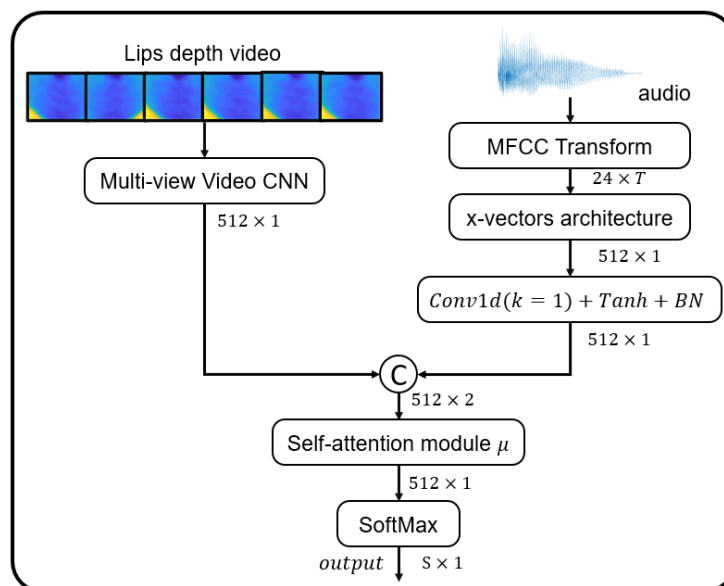 Lips depth video
audio
Multi-view Video CNN
512 × 1
MFCC Transform
24 × T
x-vectors architecture
512 × 1
Conv1d(k = 1) + Tanh + BN
512 × 1
C
512 × 2
Self-attention module μ
512 × 1
SoftMax
output S × 1